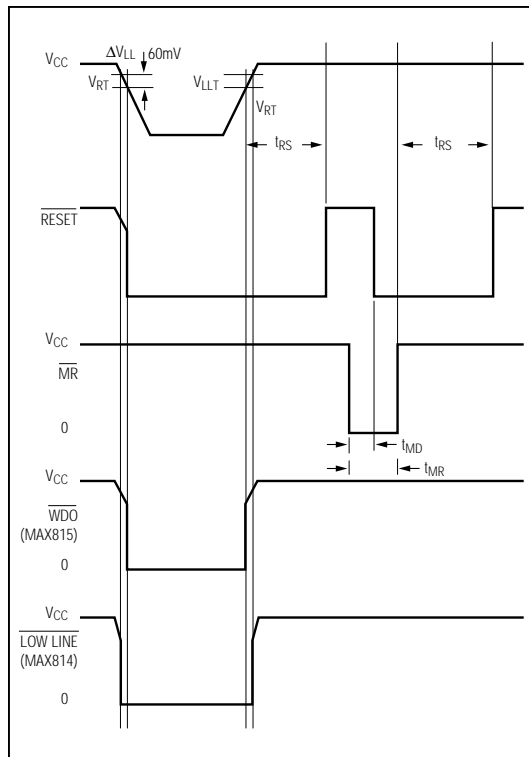 ΔVLL 60mV
VCC
VRT
VLLT
VRT
tRS
tRS
RESET
VCC
MR
0
tMD
tMR
VCC
WDO
(MAX815)
0
VCC
LOW LINE
(MAX814)
0